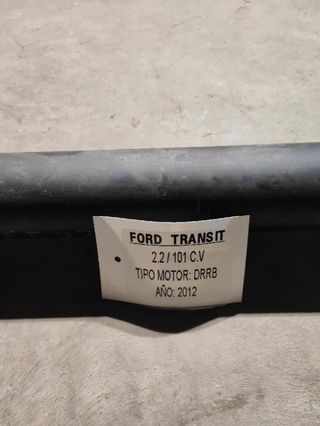 FORD TRANSIT
2.2 / 101 C.V
TIPO MOTOR: DRRB
AÑO: 2012